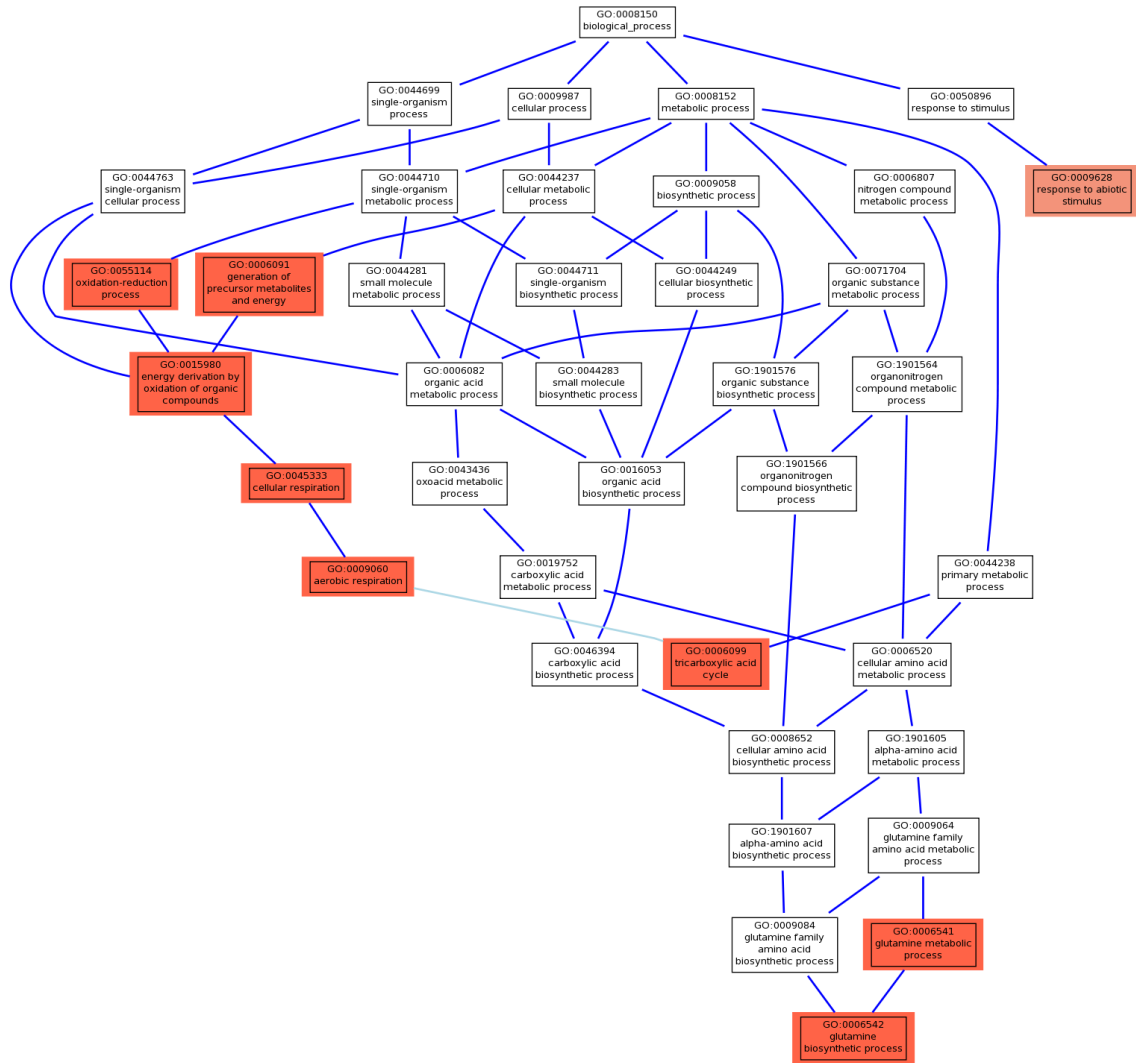 GO:0008150
biological_process
GO:0044699
single-organism
process
GO:0009987
cellular process
GO:0008152
metabolic process
GO:0050896
response to stimulus
GO:0044763
single-organism
cellular process
GO:0044710
single-organism
metabolic process
GO:0044237
cellular metabolic
process
GO:0009058
biosynthetic process
GO:0006807
nitrogen compound
metabolic process
GO:0009628
response to abiotic
stimulus
GO:0055114
oxidation-reduction
process
GO:0006091
generation of
precursor metabolites
and energy
GO:0044281
small molecule
metabolic process
GO:0044711
single-organism
biosynthetic process
GO:0044249
cellular biosynthetic
process
GO:0071704
organic substance
metabolic process
GO:0015980
energy derivation by
oxidation of organic
compounds
GO:0006082
organic acid
metabolic process
GO:0044283
small molecule
biosynthetic process
GO:1901576
organic substance
biosynthetic process
GO:1901564
organonitrogen
compound metabolic
process
GO:0045333
cellular respiration
GO:0043436
oxoacid metabolic
process
GO:0016053
organic acid
biosynthetic process
GO:1901566
organonitrogen
compound biosynthetic
process
GO:0009060
aerobic respiration
GO:0019752
carboxylic acid
metabolic process
GO:0044238
primary metabolic
process
GO:0046394
carboxylic acid
biosynthetic process
GO:0006099
tricarboxylic acid
cycle
GO:0006520
cellular amino acid
metabolic process
GO:0008652
cellular amino acid
biosynthetic process
GO:1901605
alpha-amino acid
metabolic process
GO:1901607
alpha-amino acid
biosynthetic process
GO:0009064
glutamine family
amino acid metabolic
process
GO:0009084
glutamine family
amino acid
biosynthetic process
GO:0006541
glutamine metabolic
process
GO:0006542
glutamine
biosynthetic process